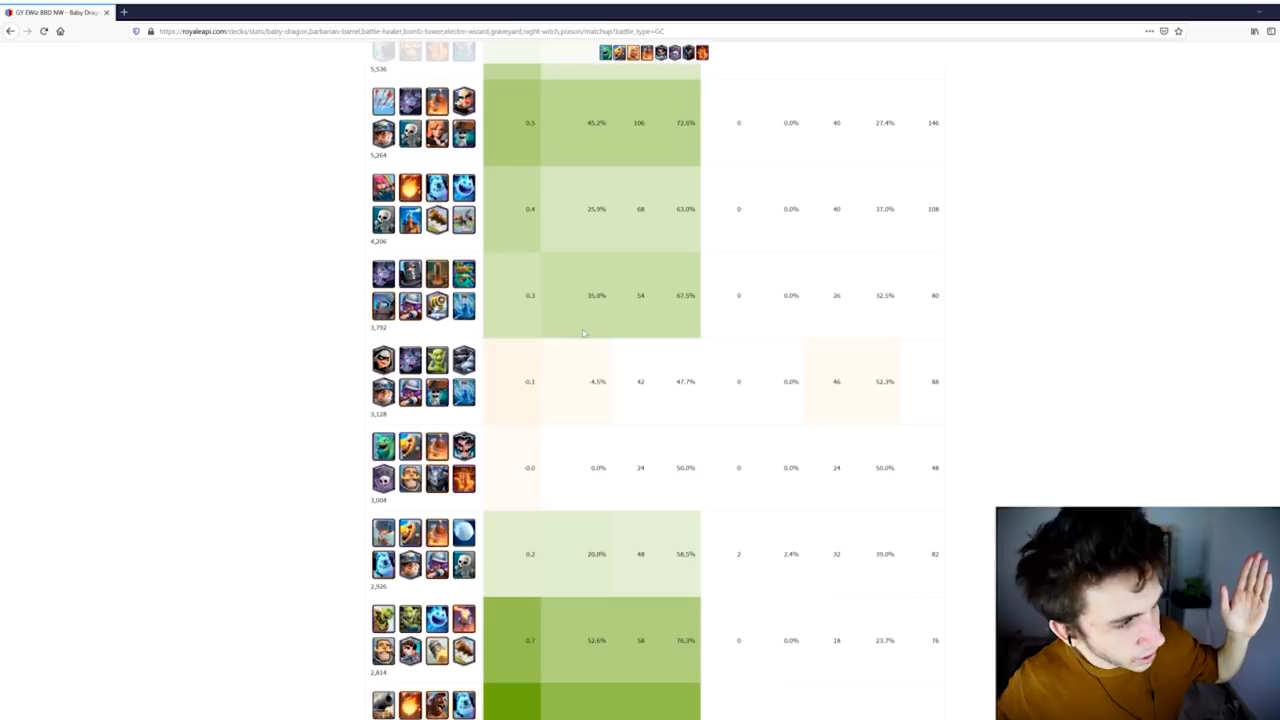 GY EWiz BBD NW - Baby Drag
https://royaleapi.com/decks/stats/baby-dragon,barbarian-barrel,battle-healer,bomb-tower,electro-wizard,graveyard,night-witch,poison/matchup?battle_type=GC
5,536
0.5 45.2% 106 72.6% 0 0.0% 40 27.4% 146
5,264
0.4 25.9% 68 63.0% 0 0.0% 40 37.0% 108
4,206
0.3 35.0% 54 67.5% 0 0.0% 26 32.5% 80
3,792
-0.1 -4.5% 42 47.7% 0 0.0% 46 52.3% 88
3,128
-0.0 0.0% 24 50.0% 0 0.0% 24 50.0% 48
3,004
0.2 20.0% 48 58.5% 2 2.4% 32 39.0% 82
2,926
0.7 52.6% 58 76.3% 0 0.0% 18 23.7% 76
2,814